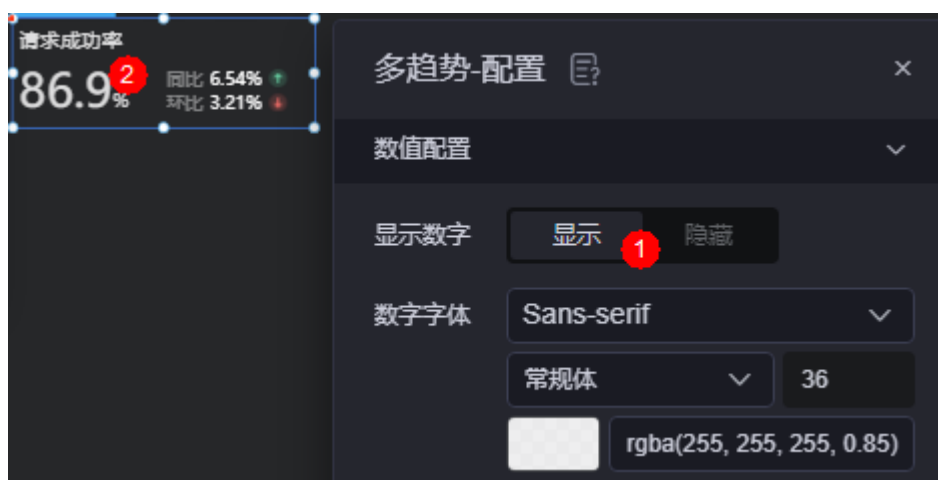 请求成功率
86.9%
2
同比 6.54%
环比 3.21%
多趋势-配置
数值配置
显示数字 显示 1 隐藏
数字字体 Sans-serif
常规体 36
rgba(255, 255, 255, 0.85)